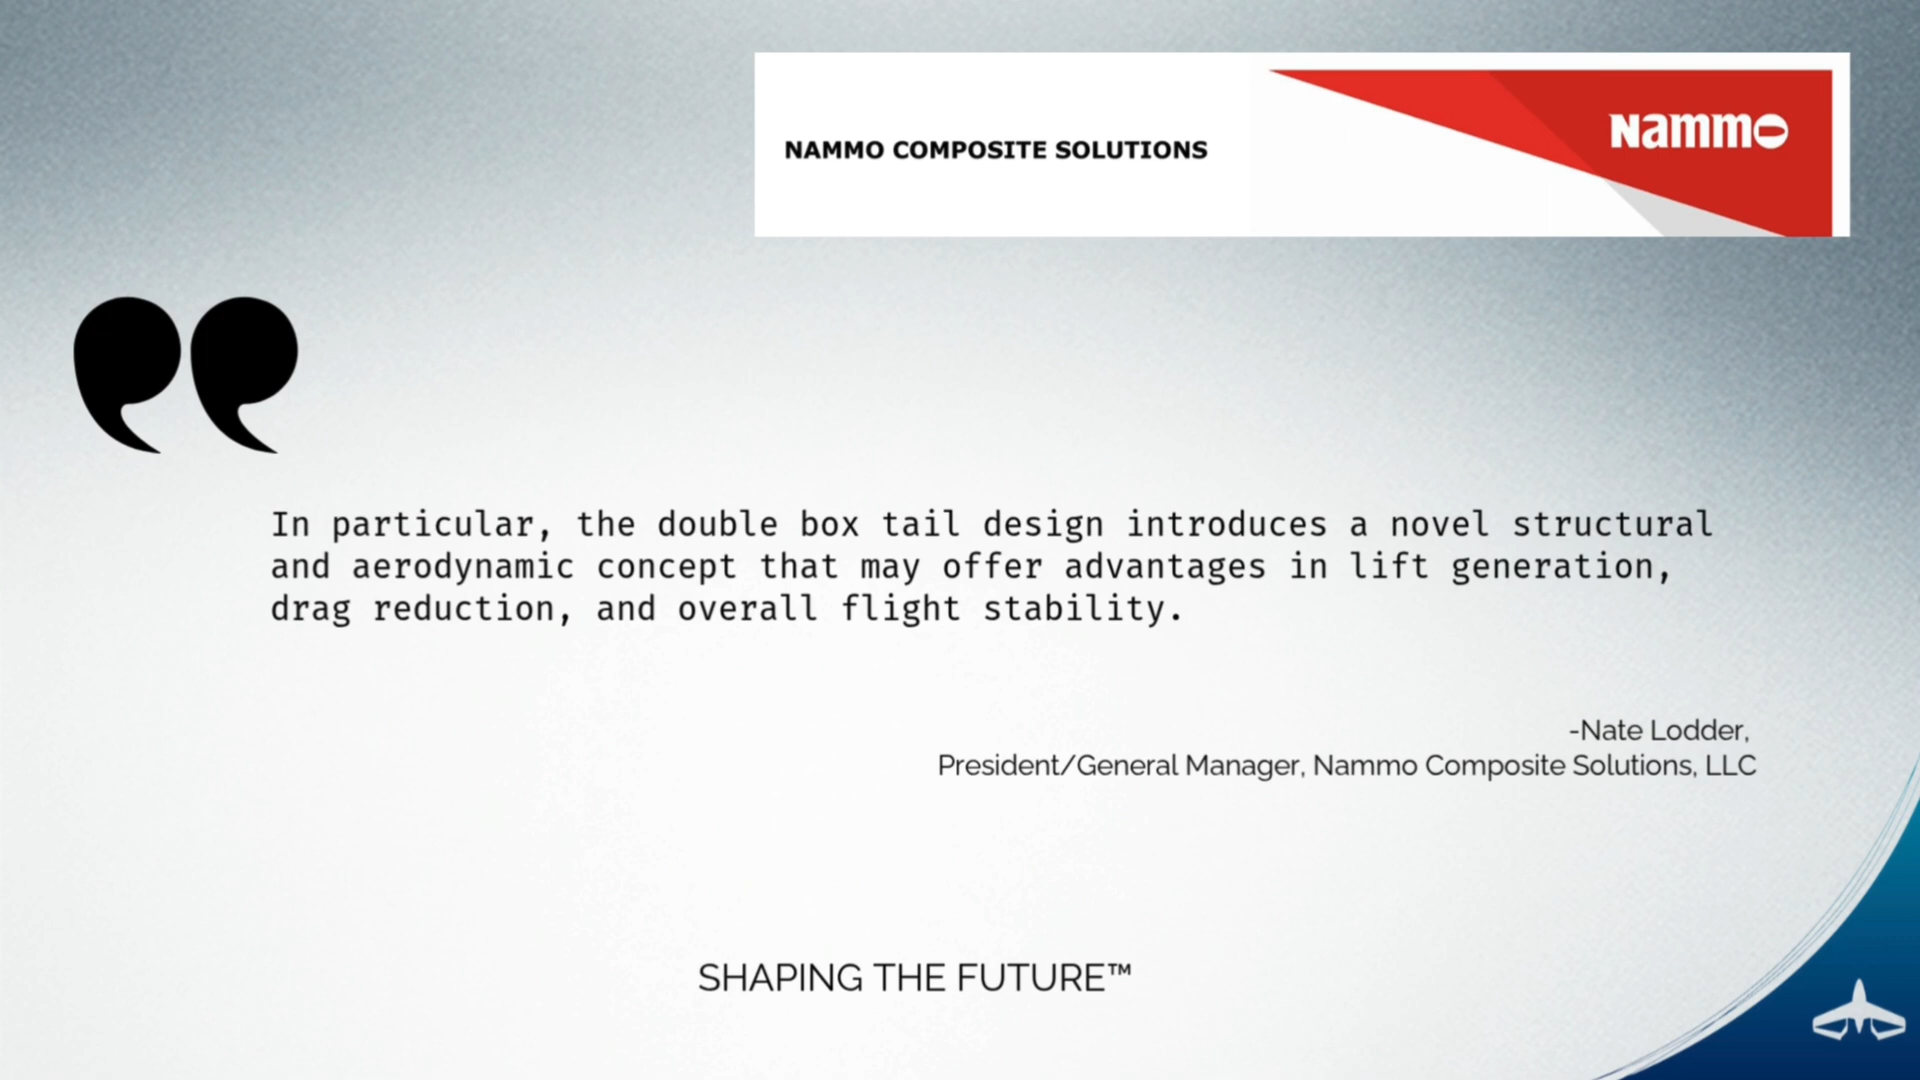 NAMMO COMPOSITE SOLUTIONS
Nammo
In particular, the double box tail design introduces a novel structural
and aerodynamic concept that may offer advantages in lift generation,
drag reduction, and overall flight stability.
-Nate Lodder,
President/General Manager, Nammo Composite Solutions, LLC
SHAPING THE FUTURE™